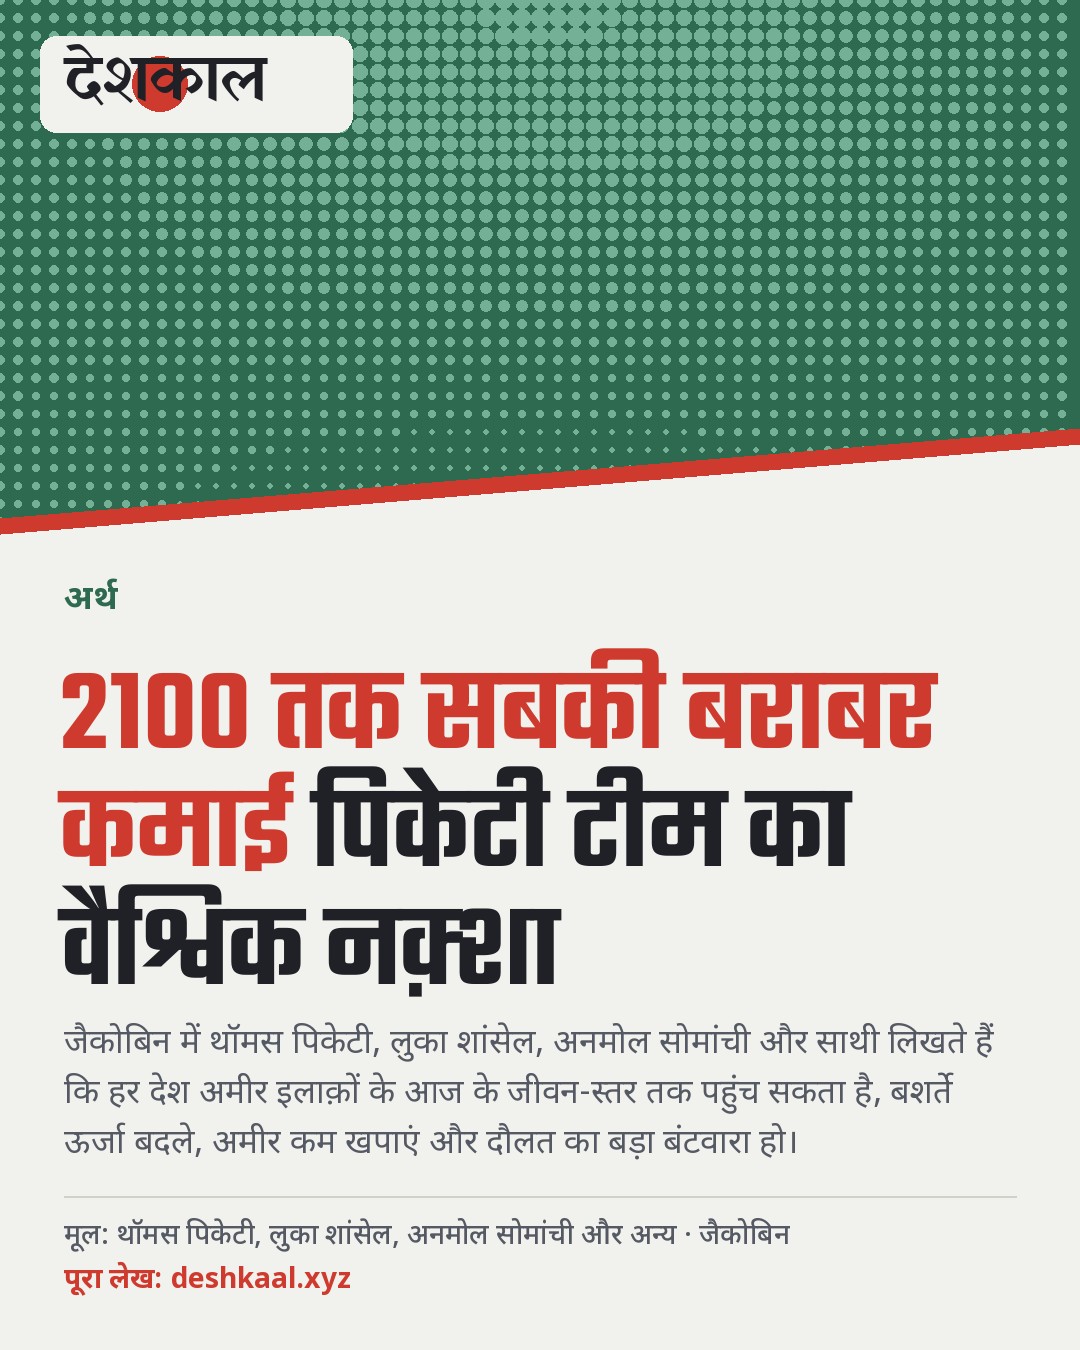 देशकाल
अर्थ
2100 तक सबकी बराबर
कमाई पिकेटी टीम का
वैश्विक नक़्शा
जैकोबिन में थॉमस पिकेटी, लुका शांसेल, अनमोल सोमांची और साथी लिखते हैं
कि हर देश अमीर इलाक़ों के आज के जीवन-स्तर तक पहुंच सकता है, बशर्ते
ऊर्जा बदले, अमीर कम खपाएं और दौलत का बड़ा बंटवारा हो।
मूल: थॉमस पिकेटी, लुका शांसेल, अनमोल सोमांची और अन्य · जैकोबिन
पूरा लेख: deshkaal.xyz